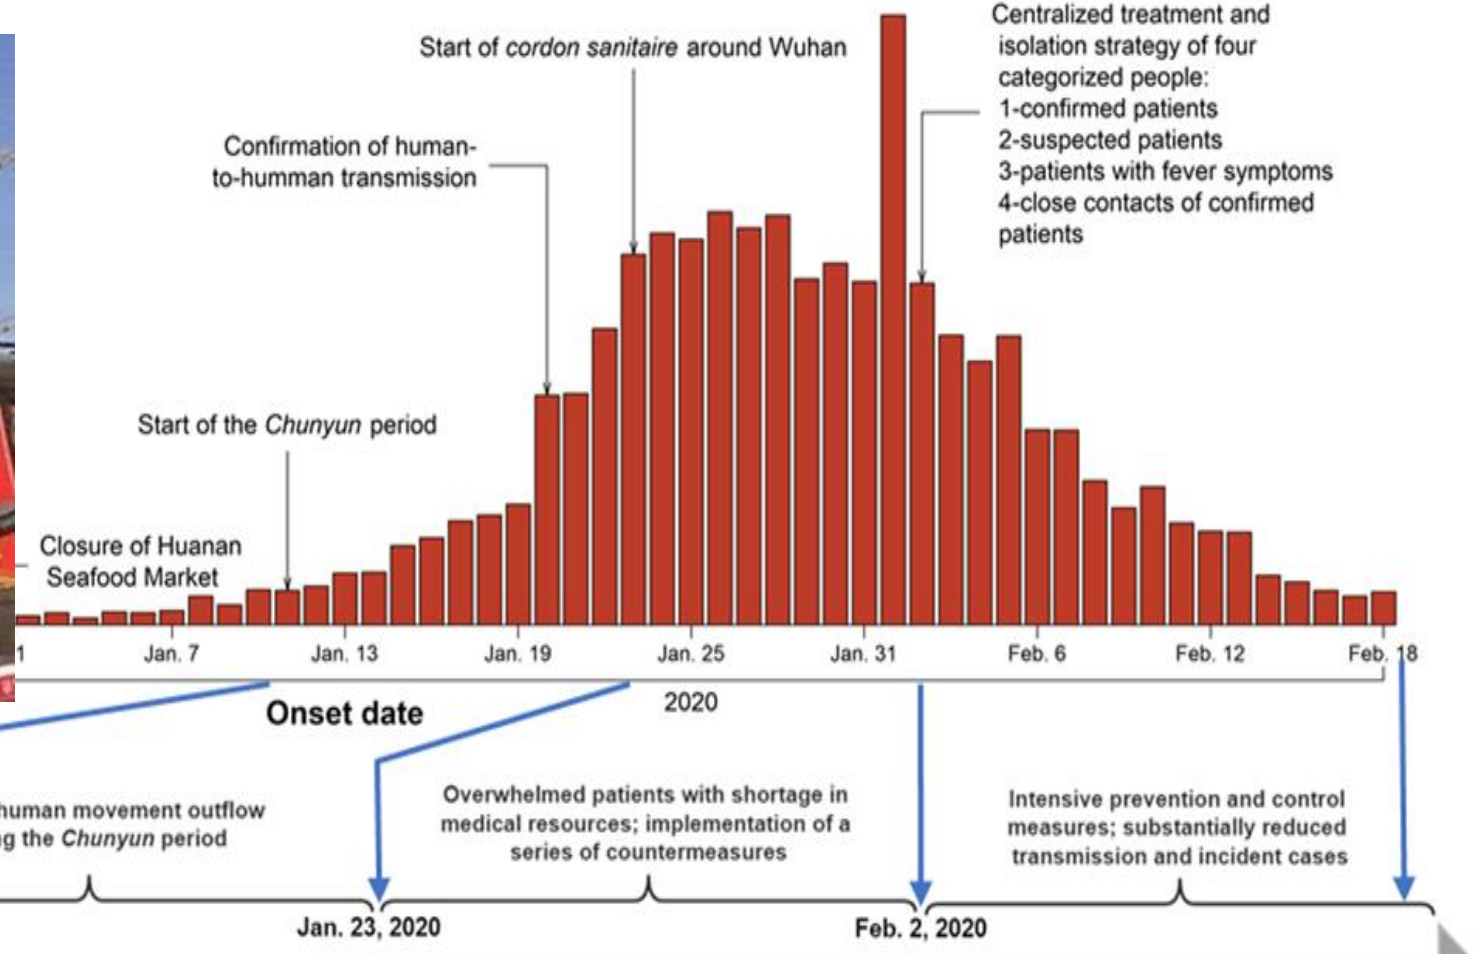 Centralized treatment and
isolation strategy of four
categorized people:
1-confirmed patients
2-suspected patients
3-patients with fever symptoms
4-close contacts of confirmed
patients
Start of cordon sanitaire around Wuhan
Confirmation of human-
to-humman transmission
Start of the Chunyun period
Closure of Huanan
Seafood Market
1 Jan. 7 Jan. 13 Jan. 19 Jan. 25 Jan. 31 Feb. 6 Feb. 12 Feb. 18
Onset date
2020
human movement outflow
the Chunyun period
Overwhelmed patients with shortage in
medical resources; implementation of a
series of countermeasures
Intensive prevention and control
measures; substantially reduced
transmission and incident cases
Jan. 23, 2020
Feb. 2, 2020